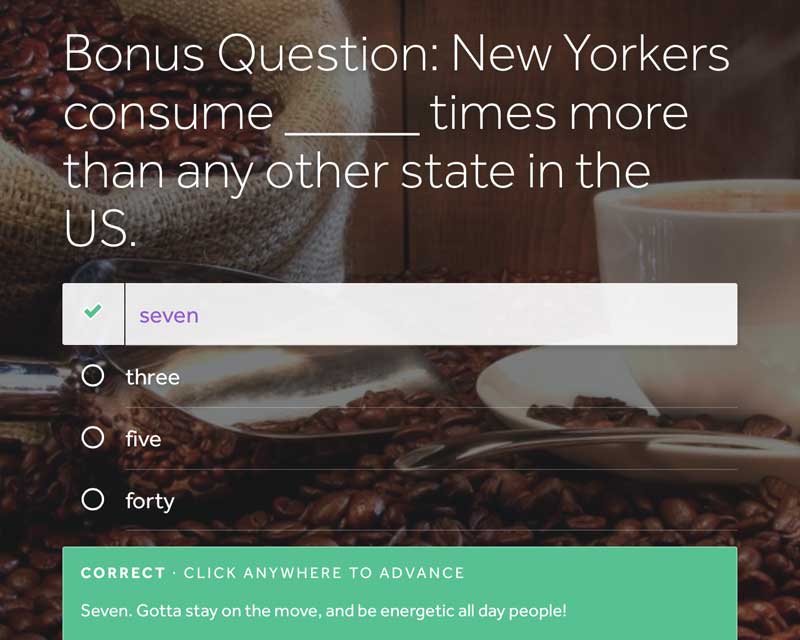 Bonus Question: New Yorkers
consume ______ times more
than any other state in the
US.
seven
three
five
forty
CORRECT · CLICK ANYWHERE TO ADVANCE
Seven. Gotta stay on the move, and be energetic all day people!